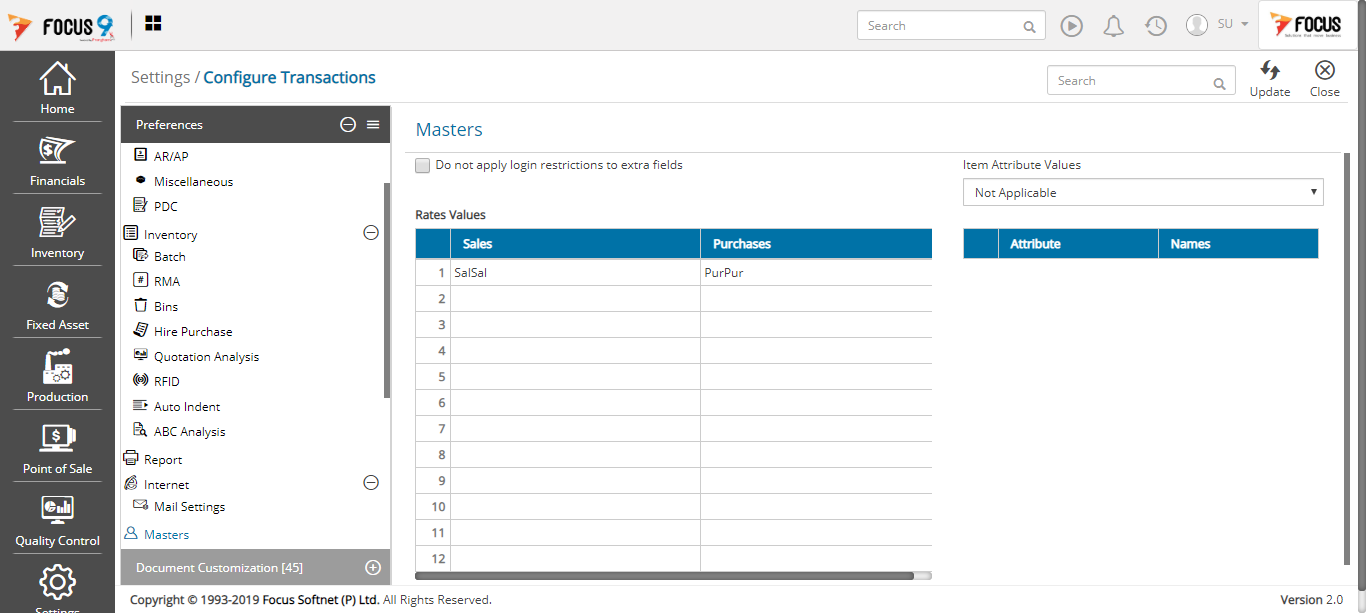 FOCUS 9
Search
SU
FOCUS
Home
Financials
Inventory
Fixed Asset
Production
Point of Sale
Quality Control
Settings
Settings / Configure Transactions
Search
Update
Close
Preferences
AR/AP
Miscellaneous
PDC
Inventory
Batch
RMA
Bins
Hire Purchase
Quotation Analysis
RFID
Auto Indent
ABC Analysis
Report
Internet
Mail Settings
Masters
Document Customization [45]
Masters
Do not apply login restrictions to extra fields
Rates Values
Sales Purchases
1 SalSal PurPur
2
3
4
5
6
7
8
9
10
11
12
Item Attribute Values
Not Applicable
Attribute Names
Copyright © 1993-2019 Focus Softnet (P) Ltd. All Rights Reserved.
Version 2.0